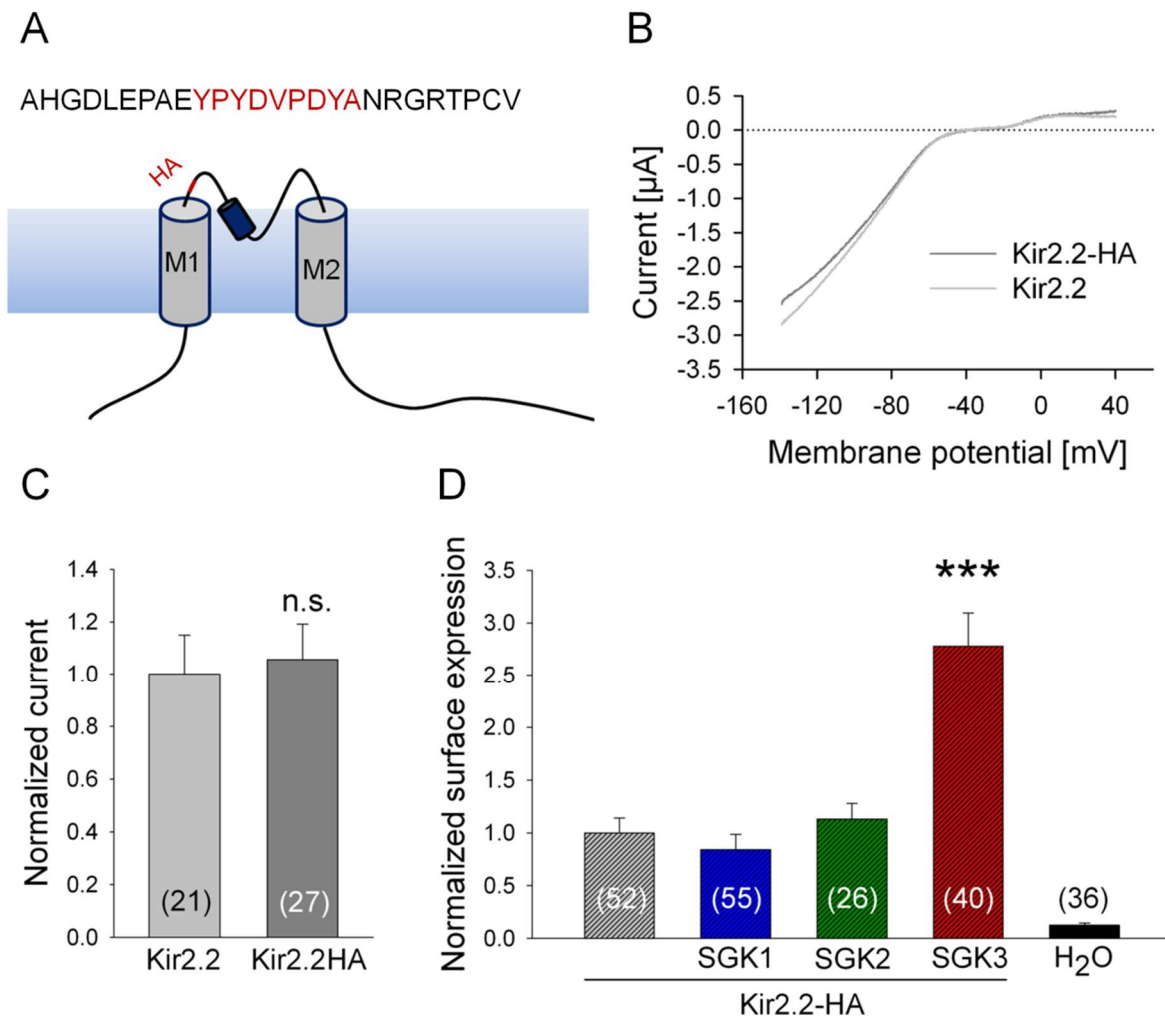 A
AHGDLEPAEYPYDVPDYANRGRTPCV
HA
M1
M2
B
0.5
0.0
-0.5
-1.0
-1.5
-2.0
-2.5
-3.0
-3.5
Current [µA]
Kir2.2-HA
Kir2.2
-160 -120 -80 -40 0 40
Membrane potential [mV]
C
1.4
1.2
1.0
0.8
0.6
0.4
0.2
0.0
Normalized current
n.s.
(21)
(27)
Kir2.2 Kir2.2HA
D
3.5
3.0
2.5
2.0
1.5
1.0
0.5
0.0
Normalized surface expression
***
(52) (55) (26) (40) (36)
SGK1 SGK2 SGK3 H₂O
Kir2.2-HA